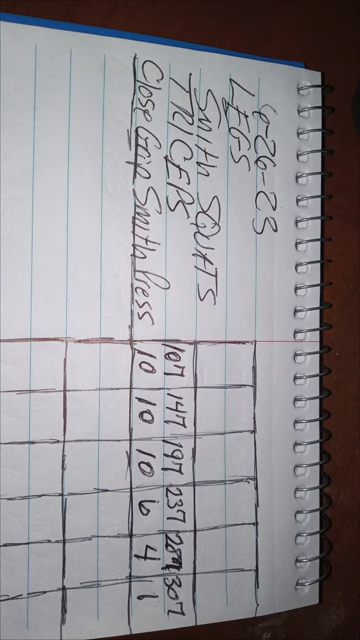 6-26-23
LEGS
Smith SQUATS
TRICEPS
107 147 197 237 287 307
Close Grip Smith Press 10 10 10 6 4 1